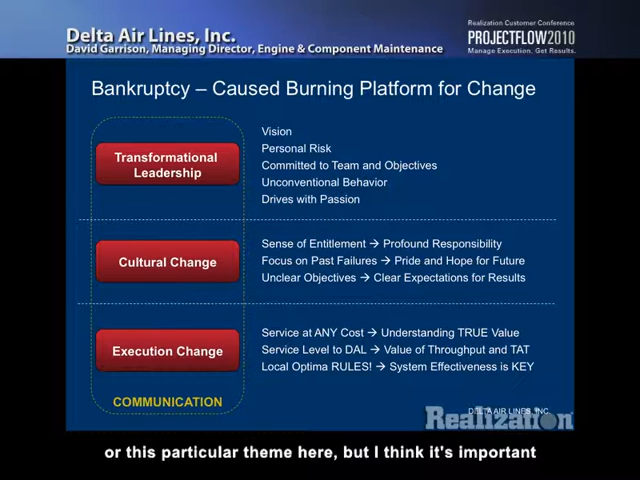 Delta Air Lines, Inc.
David Garrison, Managing Director, Engine & Component Maintenance
Realization Customer Conference
PROJECTFLOW2010
Manage Execution. Get Results.
Bankruptcy – Caused Burning Platform for Change
Transformational
Leadership
Vision
Personal Risk
Committed to Team and Objectives
Unconventional Behavior
Drives with Passion
Cultural Change
Sense of Entitlement → Profound Responsibility
Focus on Past Failures → Pride and Hope for Future
Unclear Objectives → Clear Expectations for Results
Execution Change
Service at ANY Cost → Understanding TRUE Value
Service Level to DAL → Value of Throughput and TAT
Local Optima RULES! → System Effectiveness is KEY
COMMUNICATION
DELTA AIR LINES, INC.
Realization
or this particular theme here, but I think it's important